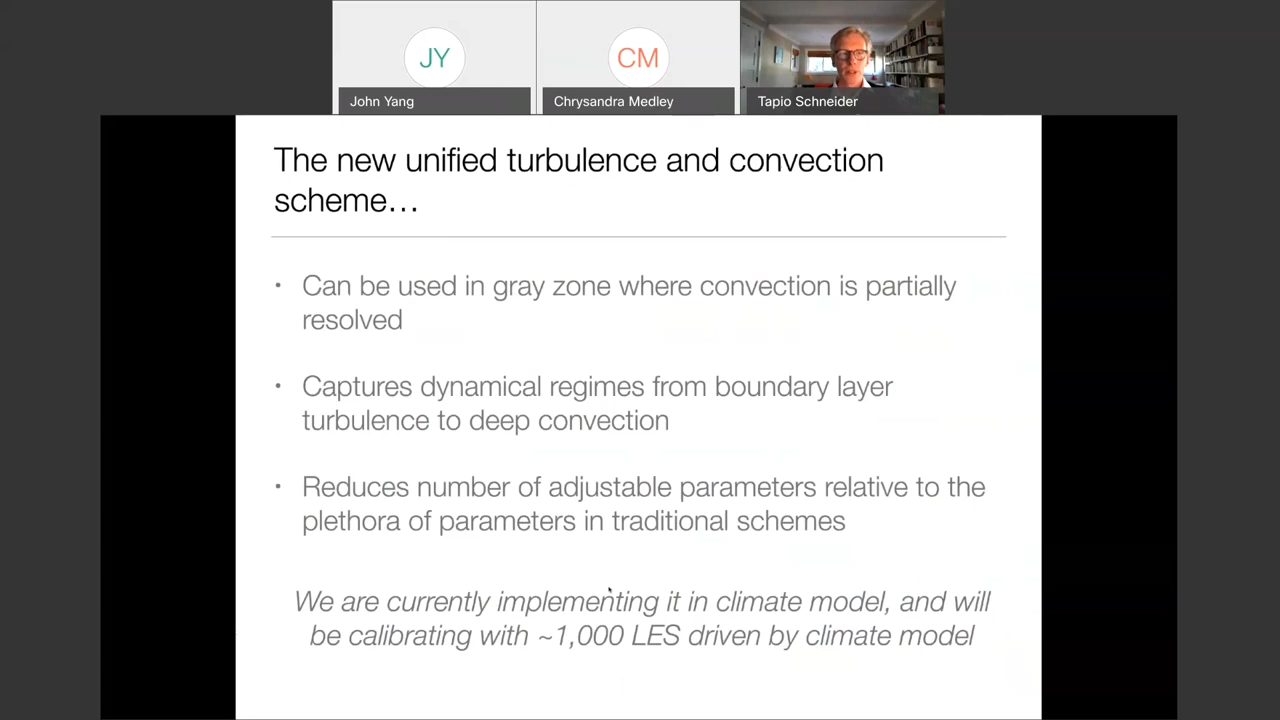 JY
CM
John Yang
Chrysandra Medley
Tapio Schneider
The new unified turbulence and convection
scheme…
• Can be used in gray zone where convection is partially
resolved
• Captures dynamical regimes from boundary layer
turbulence to deep convection
• Reduces number of adjustable parameters relative to the
plethora of parameters in traditional schemes
We are currently implementing it in climate model, and will
be calibrating with ~1,000 LES driven by climate model